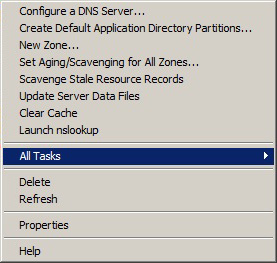 Configure a DNS Server...
Create Default Application Directory Partitions...
New Zone...
Set Aging/Scavenging for All Zones...
Scavenge Stale Resource Records
Update Server Data Files
Clear Cache
Launch nslookup
All Tasks
Delete
Refresh
Properties
Help